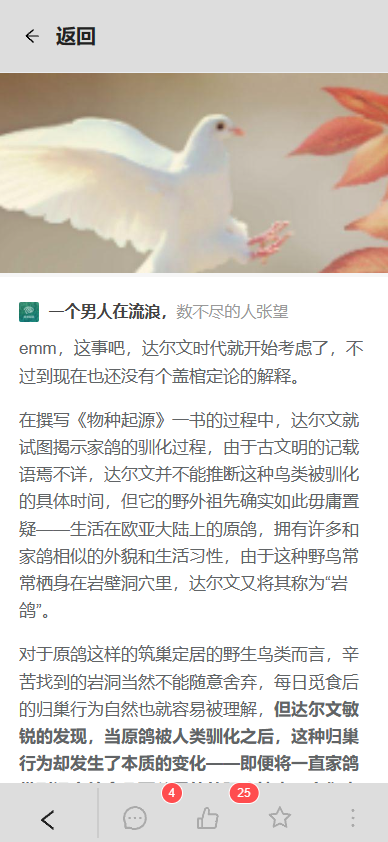 返回
一个男人在流浪，数不尽的人张望
emm，这事吧，达尔文时代就开始考虑了，不
过到现在也还没有个盖棺定论的解释。
在撰写《物种起源》一书的过程中，达尔文就
试图揭示家鸽的驯化过程，由于古文明的记载
语焉不详，达尔文并不能推断这种鸟类被驯化
的具体时间，但它的野外祖先确实如此毋庸置
疑——生活在欧亚大陆上的原鸽，拥有许多和
家鸽相似的外貌和生活习性，由于这种野鸟常
常栖身在岩壁洞穴里，达尔文又将其称为“岩
鸽”。
对于原鸽这样的筑巢定居的野生鸟类而言，辛
苦找到的岩洞当然不能随意舍弃，每日觅食后
的归巢行为自然也就容易被理解，但达尔文敏
锐的发现，当原鸽被人类驯化之后，这种归巢
行为却发生了本质的变化——即便将一直家鸽
4
25